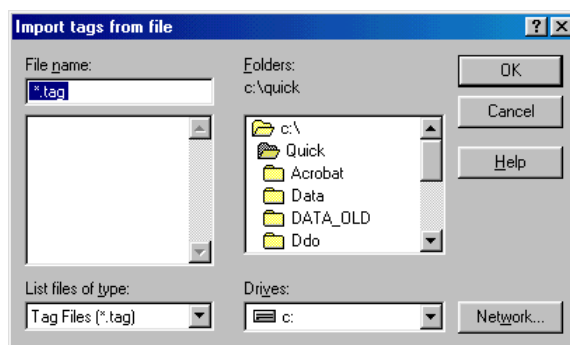 Import tags from file
File name:
*.tag
Folders:
c:\quick
c:\
Quick
Acrobat
Data
DATA_OLD
Ddo
List files of type:
Tag Files (*.tag)
Drives:
c:
OK
Cancel
Help
Network...